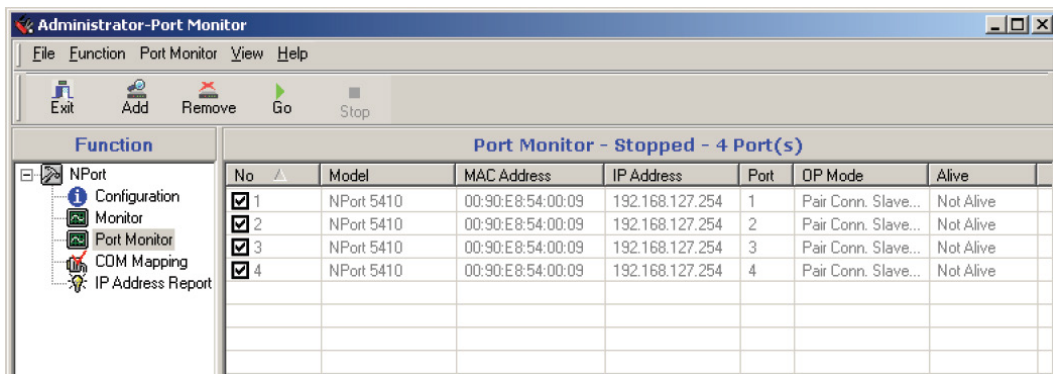 Administrator-Port Monitor
File Function Port Monitor View Help
Exit Add Remove Go Stop
Function
Port Monitor - Stopped - 4 Port(s)
NPort
Configuration
Monitor
Port Monitor
COM Mapping
IP Address Report
No Model MAC Address IP Address Port OP Mode Alive
1 NPort 5410 00:90:E8:54:00:09 192.168.127.254 1 Pair Conn. Slave... Not Alive
2 NPort 5410 00:90:E8:54:00:09 192.168.127.254 2 Pair Conn. Slave... Not Alive
3 NPort 5410 00:90:E8:54:00:09 192.168.127.254 3 Pair Conn. Slave... Not Alive
4 NPort 5410 00:90:E8:54:00:09 192.168.127.254 4 Pair Conn. Slave... Not Alive